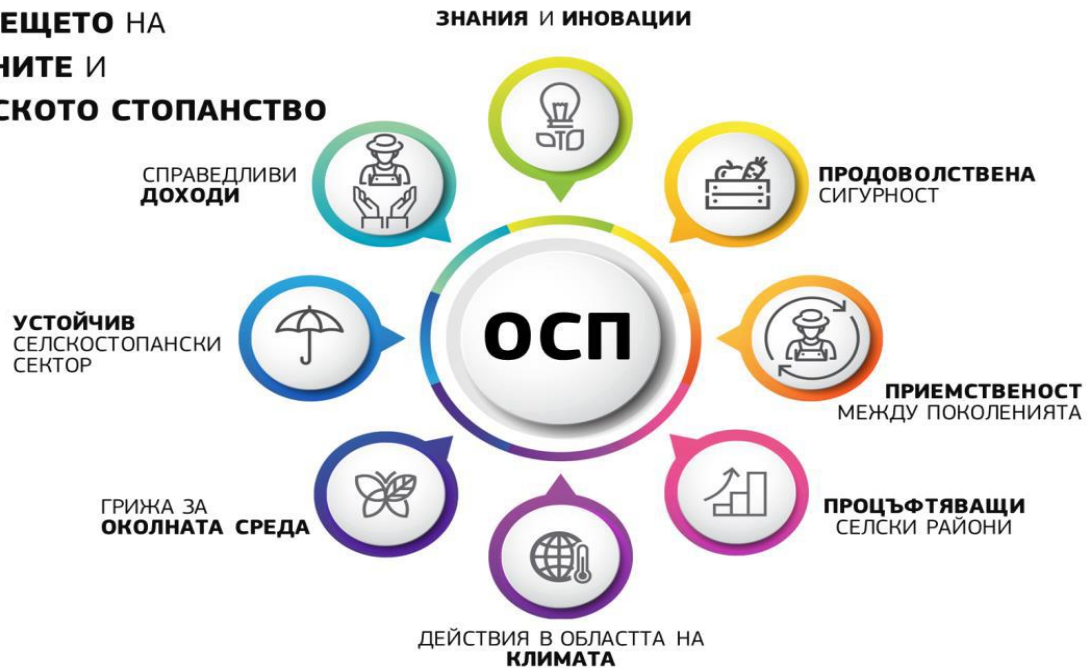 ЕЩЕТО НА
НИТЕ И
СКОТО СТОПАНСТВО
ЗНАНИЯ И ИНОВАЦИИ
СПРАВЕДЛИВИ
ДОХОДИ
ПРОДОВОЛСТВЕНА
СИГУРНОСТ
УСТОЙЧИВ
СЕЛСКОСТОПАНСКИ
СЕКТОР
ОСП
ПРИЕМСТВЕНОСТ
МЕЖДУ ПОКОЛЕНИЯТА
ГРИЖА ЗА
ОКОЛНАТА СРЕДА
ПРОЦЪФТЯВАЩИ
СЕЛСКИ РАЙОНИ
ДЕЙСТВИЯ В ОБЛАСТТА НА
КЛИМАТА